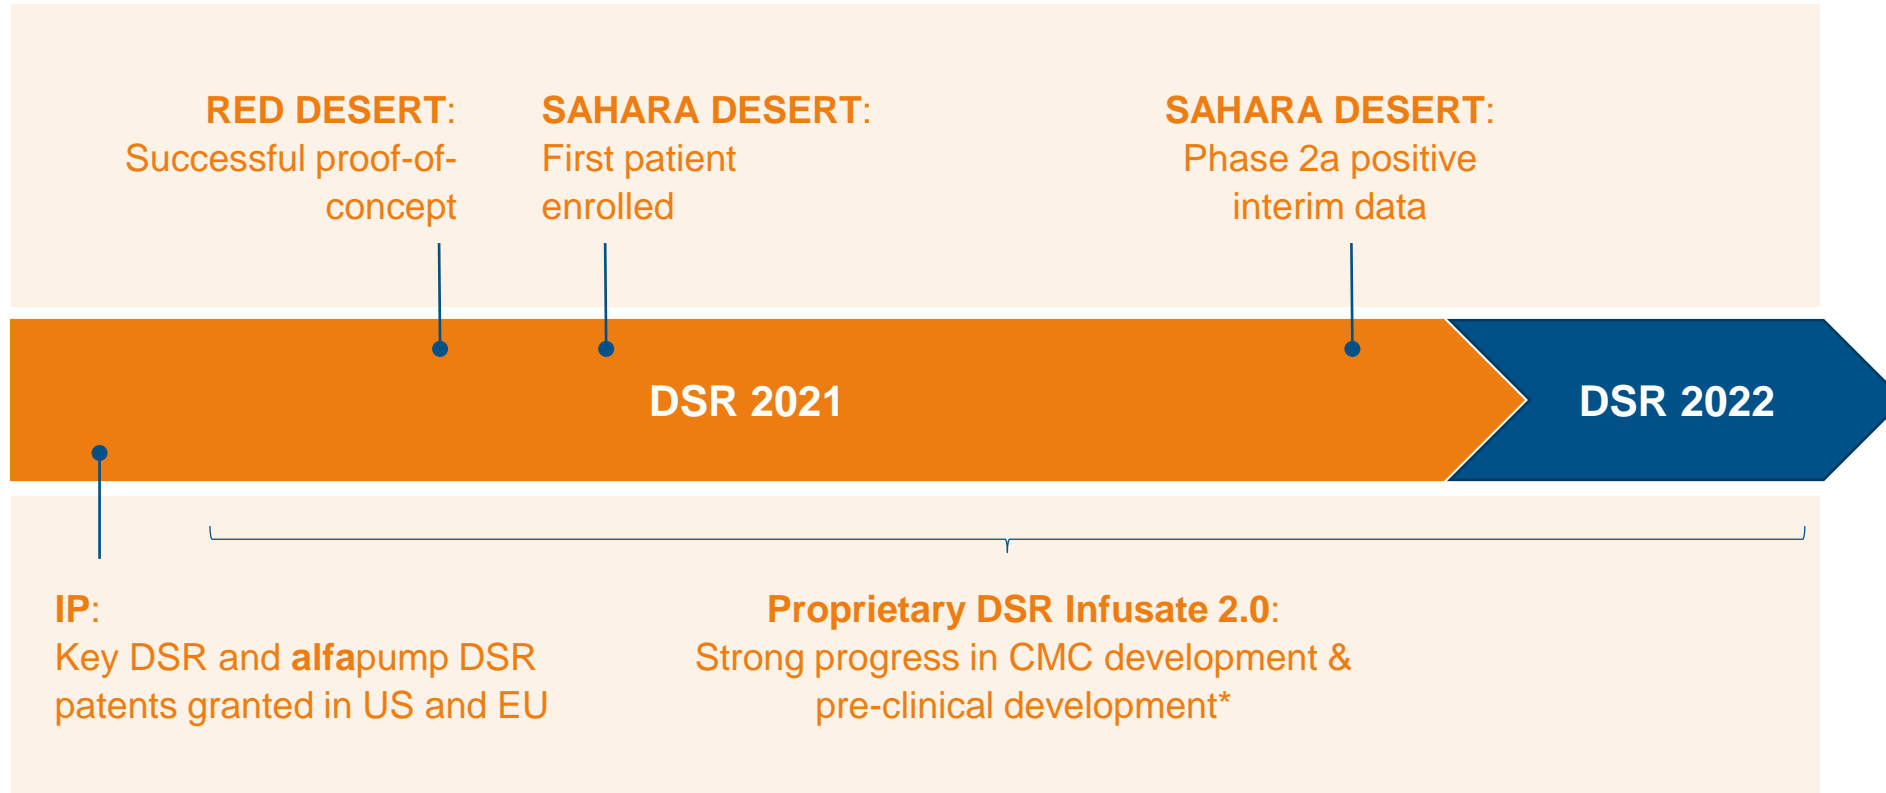 RED DESERT:
Successful proof-of-
concept
SAHARA DESERT:
First patient
enrolled
SAHARA DESERT:
Phase 2a positive
interim data
DSR 2021
DSR 2022
IP:
Key DSR and alfapump DSR
patents granted in US and EU
Proprietary DSR Infusate 2.0:
Strong progress in CMC development &
pre-clinical development*